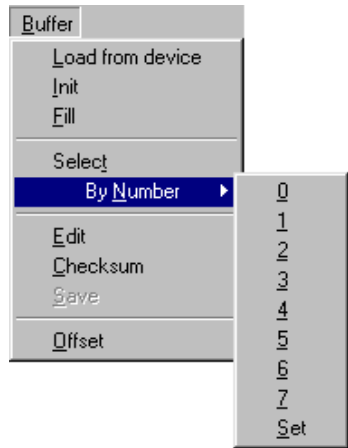 Buffer
Load from device
Init
Fill
Select
By Number
0
1
2
3
4
5
6
7
Set
Edit
Checksum
Save
Offset